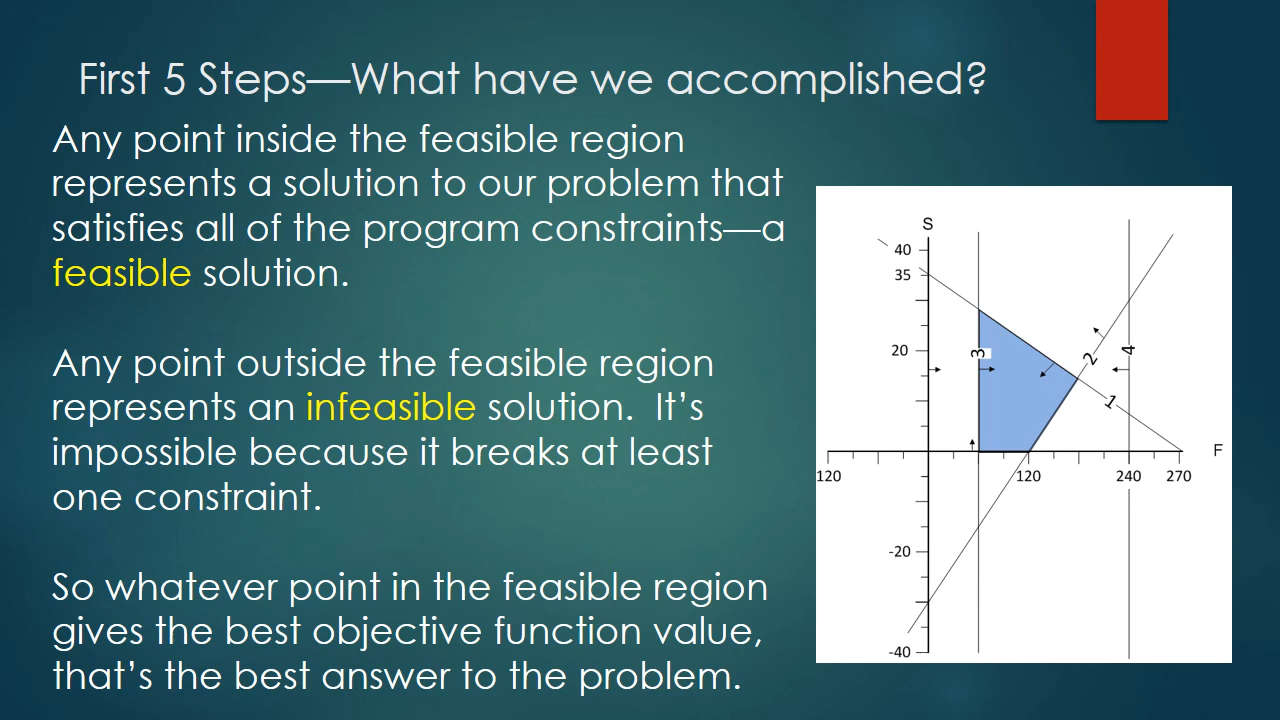 First 5 Steps—What have we accomplished?
Any point inside the feasible region
represents a solution to our problem that
satisfies all of the program constraints—a
feasible solution.
Any point outside the feasible region
represents an infeasible solution.  It’s
impossible because it breaks at least
one constraint.
So whatever point in the feasible region
gives the best objective function value,
that’s the best answer to the problem.
S
40
35
20
3
2
4
1
F
120
120
240
270
-20
-40